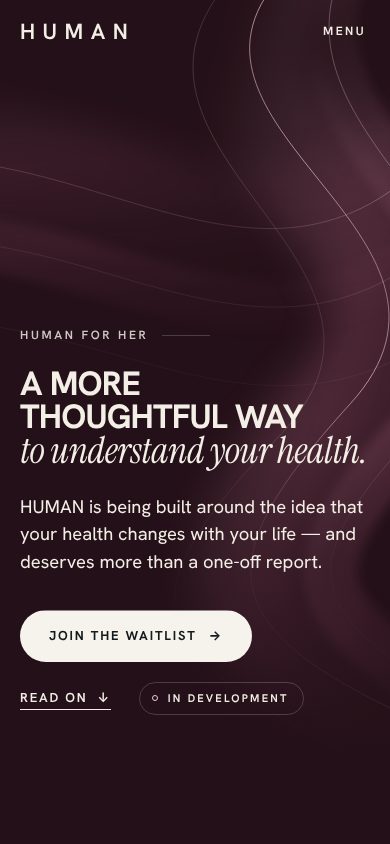 HUMAN
MENU
HUMAN FOR HER
A MORE
THOUGHTFUL WAY
to understand your health.
HUMAN is being built around the idea that
your health changes with your life — and
deserves more than a one-off report.
JOIN THE WAITLIST →
READ ON ↓
IN DEVELOPMENT